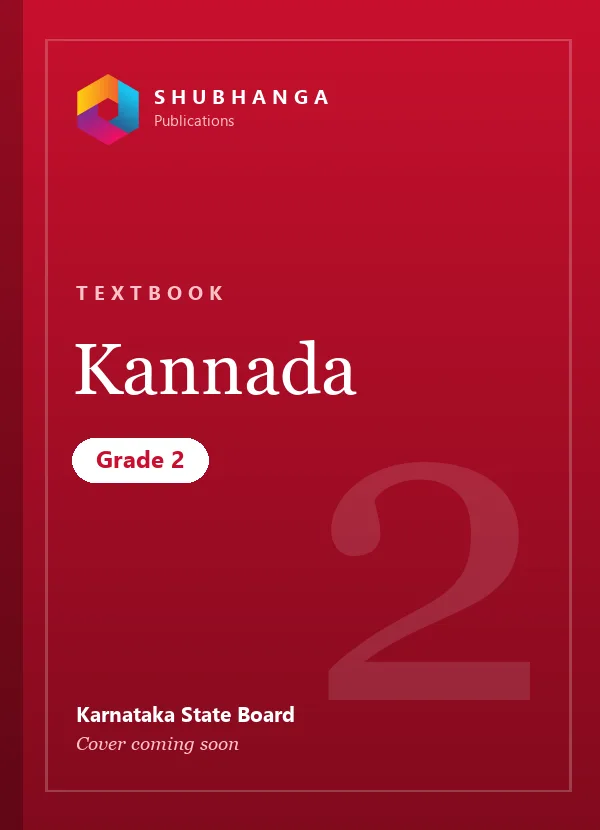 SHUBHANGA
Publications
TEXTBOOK
Kannada
Grade 2
2
Karnataka State Board
Cover coming soon